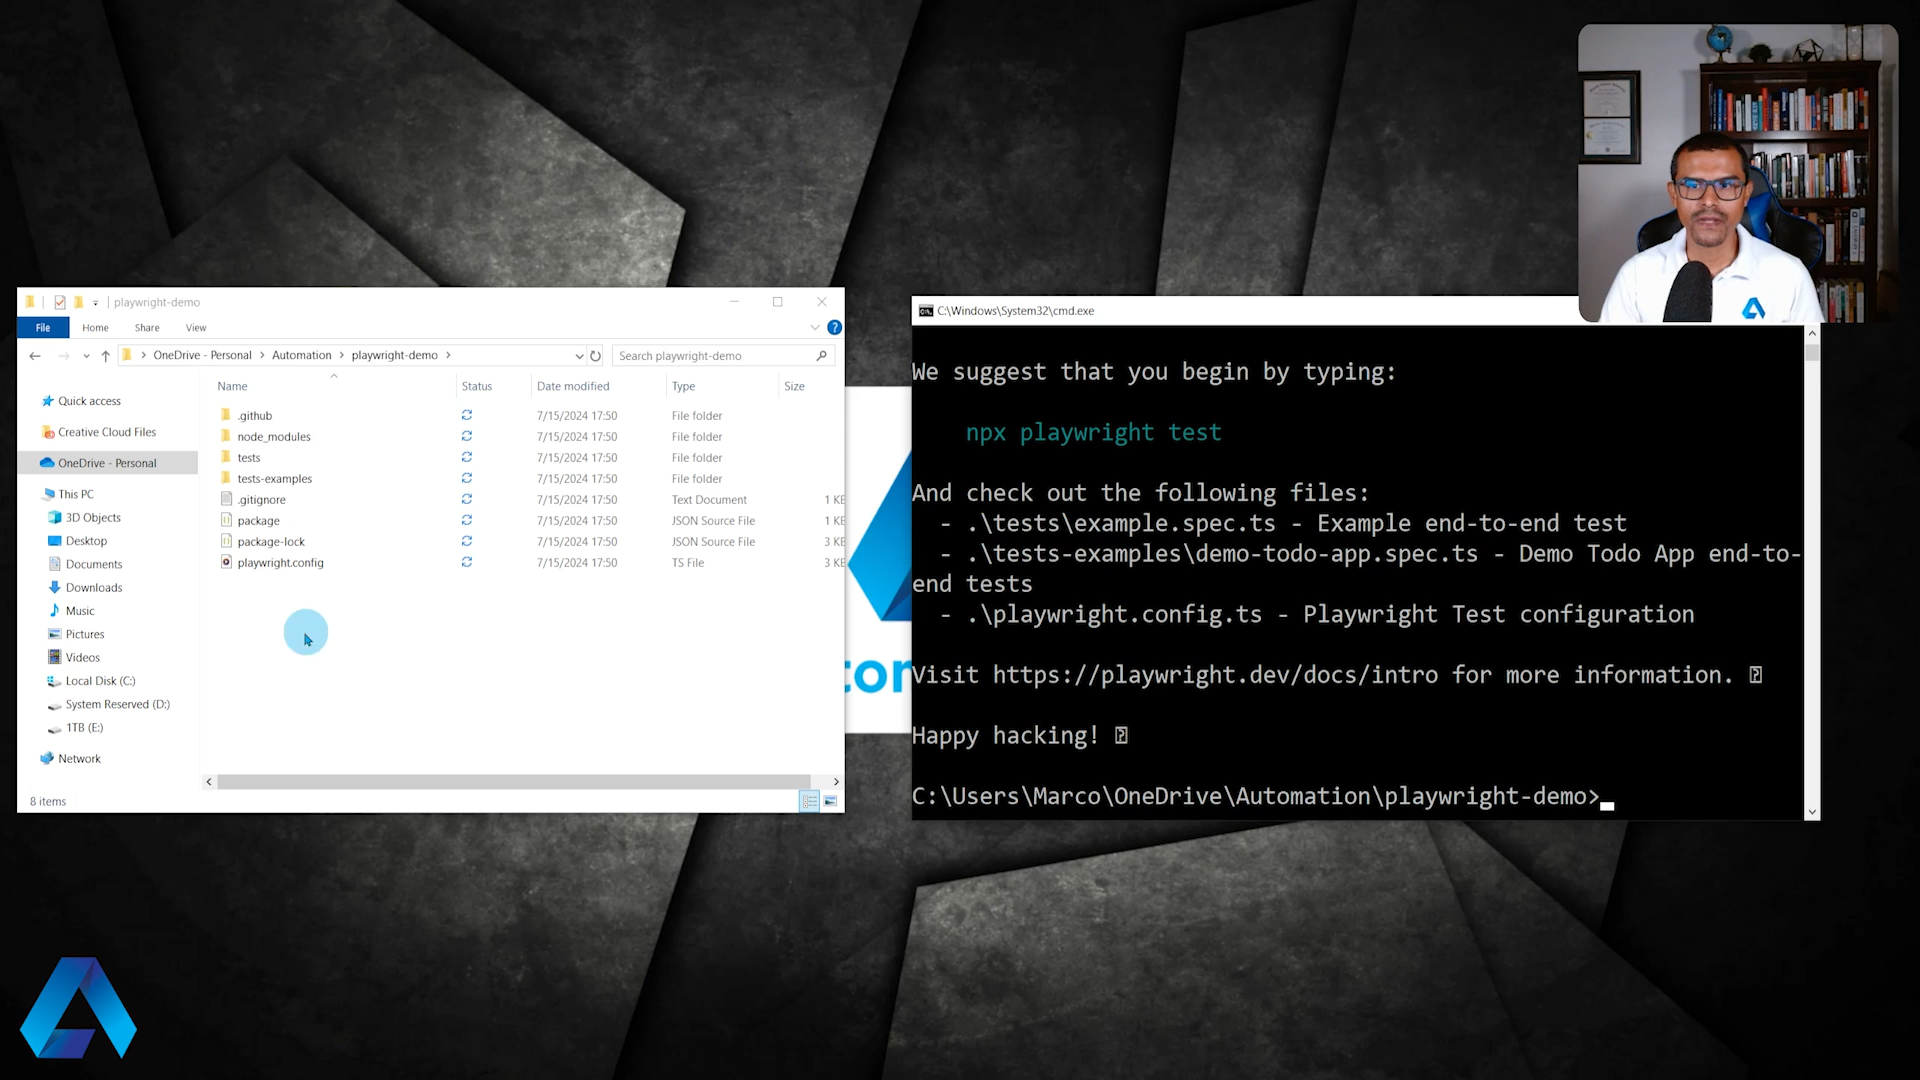 playwright-demo
File
Home
Share
View
OneDrive - Personal
Automation
playwright-demo
Search playwright-demo
Name
Status
Date modified
Type
Size
Quick access
Creative Cloud Files
OneDrive - Personal
This PC
3D Objects
Desktop
Documents
Downloads
Music
Pictures
Videos
Local Disk (C:)
System Reserved (D:)
1TB (E:)
Network
.github 7/15/2024 17:50 File folder
node_modules 7/15/2024 17:50 File folder
tests 7/15/2024 17:50 File folder
tests-examples 7/15/2024 17:50 File folder
.gitignore 7/15/2024 17:50 Text Document 1 KB
package 7/15/2024 17:50 JSON Source File 1 KB
package-lock 7/15/2024 17:50 JSON Source File 3 KB
playwright.config 7/15/2024 17:50 TS File 3 KB
8 items
C:\Windows\System32\cmd.exe
We suggest that you begin by typing:
npx playwright test
And check out the following files:
- .\tests\example.spec.ts - Example end-to-end test
- .\tests-examples\demo-todo-app.spec.ts - Demo Todo App end-to-
end tests
- .\playwright.config.ts - Playwright Test configuration
Visit https://playwright.dev/docs/intro for more information.
Happy hacking!
C:\Users\Marco\OneDrive\Automation\playwright-demo>